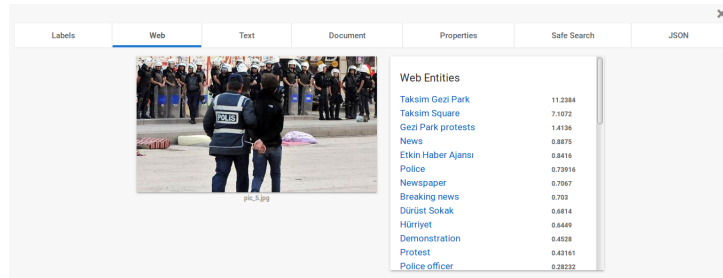 Labels
Web
Text
Document
Properties
Safe Search
JSON
POLIS
pic_5.jpg
Web Entities
Taksim Gezi Park 11.2384
Taksim Square 7.1072
Gezi Park protests 1.4136
News 0.8875
Etkin Haber Ajansı 0.8416
Police 0.73916
Newspaper 0.7067
Breaking news 0.703
Dürüst Sokak 0.6814
Hürriyet 0.6449
Demonstration 0.4528
Protest 0.43161
Police officer 0.28232